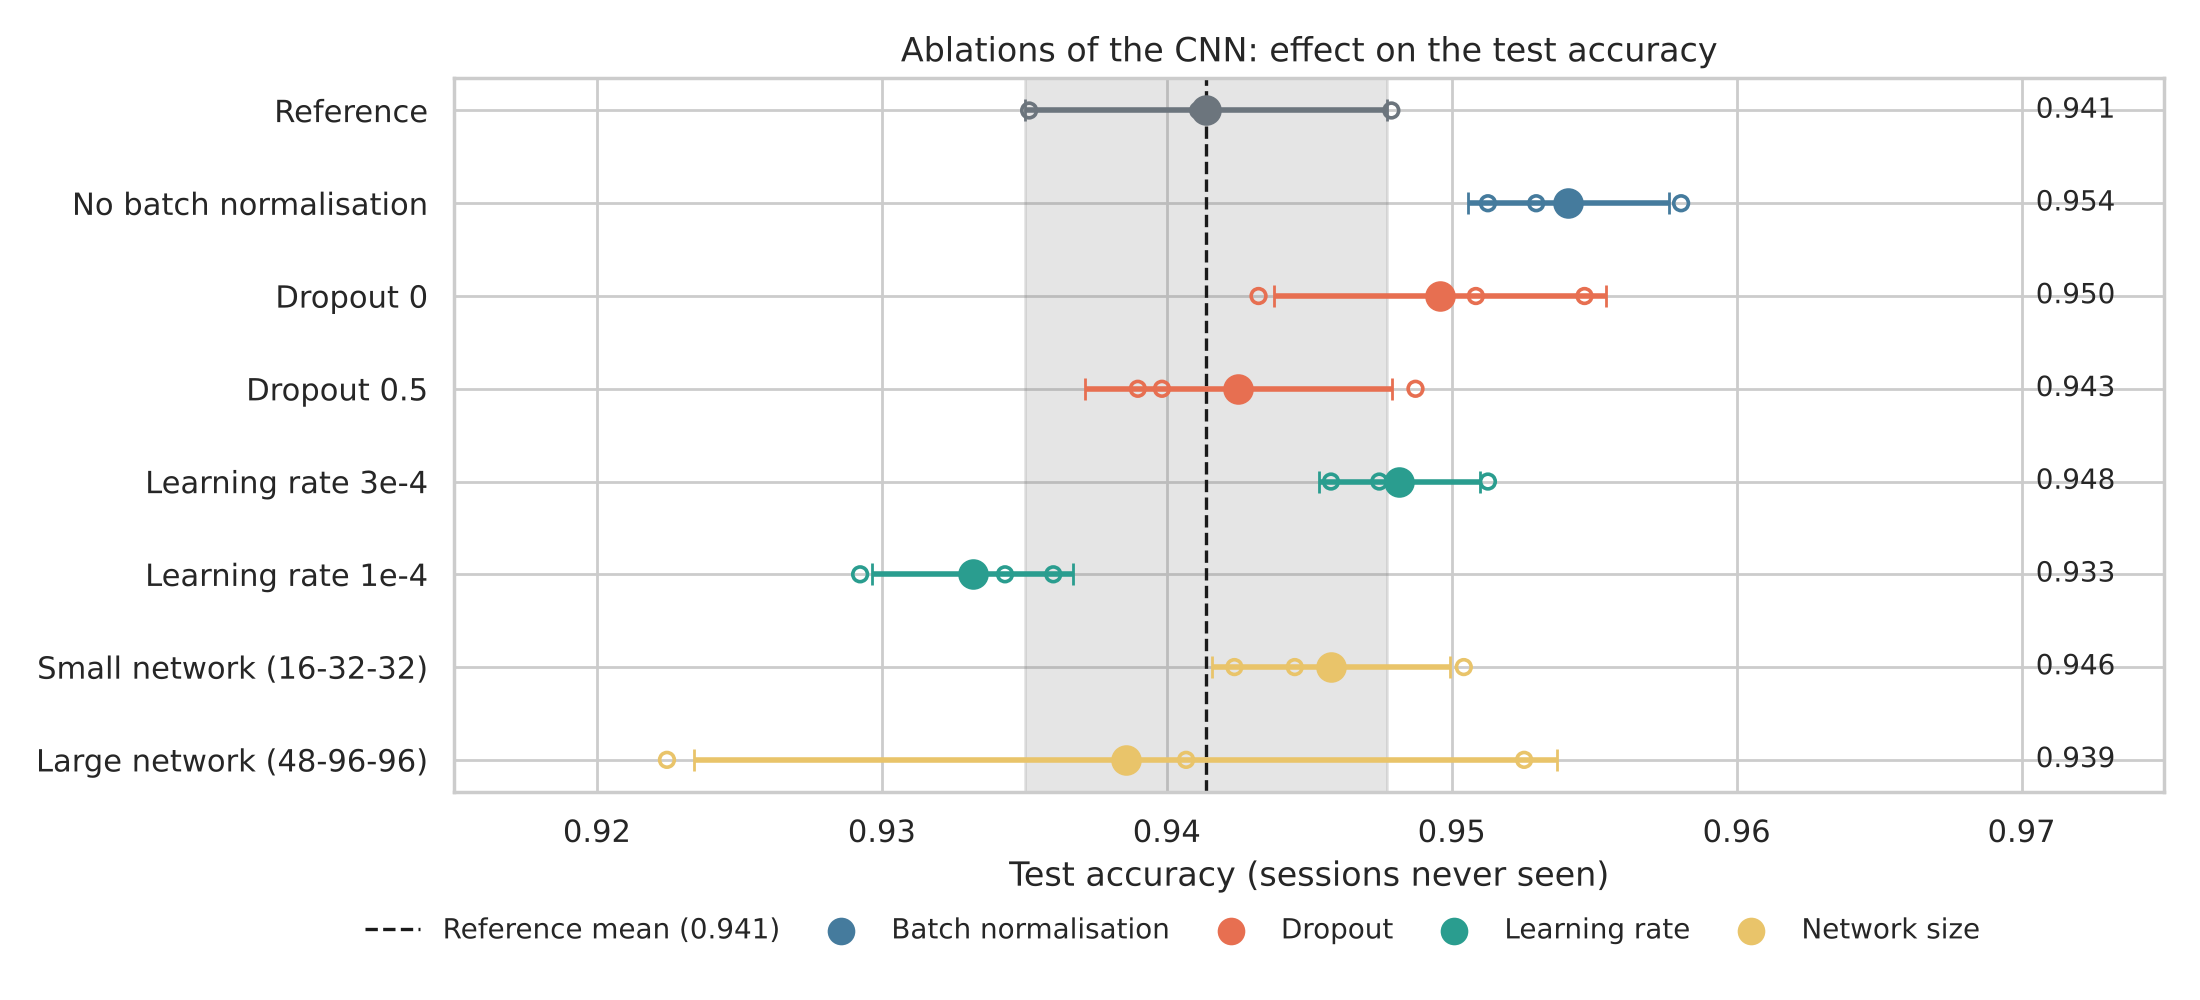 Ablations of the CNN: effect on the test accuracy
Reference 0.941
No batch normalisation 0.954
Dropout 0 0.950
Dropout 0.5 0.943
Learning rate 3e-4 0.948
Learning rate 1e-4 0.933
Small network (16-32-32) 0.946
Large network (48-96-96) 0.939
0.92 0.93 0.94 0.95 0.96 0.97
Test accuracy (sessions never seen)
Reference mean (0.941) Batch normalisation Dropout Learning rate Network size